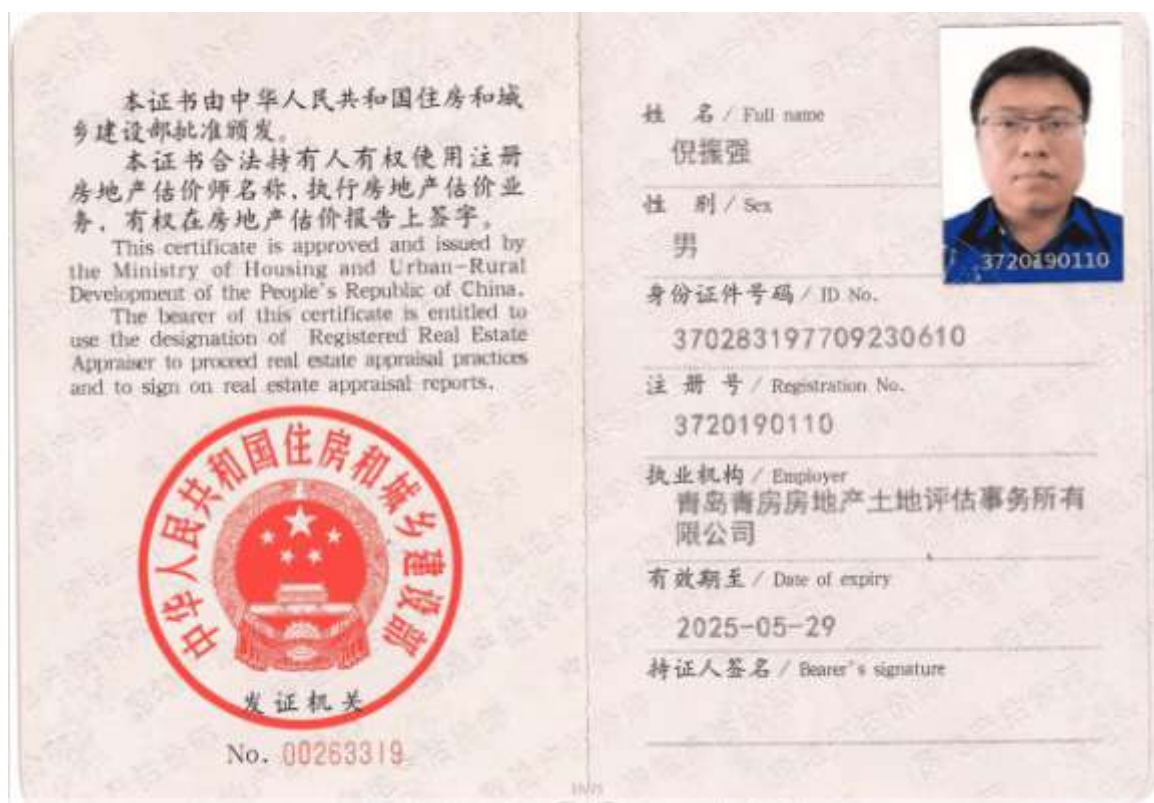 本证书由中华人民共和国住房和城
乡建设部批准颁发。
本证书合法持有人有权使用注册
房地产估价师名称，执行房地产估价业
务，有权在房地产估价报告上签字。
This certificate is approved and issued by
the Ministry of Housing and Urban-Rural
Development of the People's Republic of China.
The bearer of this certificate is entitled to
use the designation of Registered Real Estate
Appraiser to proceed real estate appraisal practices
and to sign on real estate appraisal reports.
中华人民共和国住房和城乡建设部
发证机关
No. 00263319
姓 名 / Full name
倪振强
性 别 / Sex
男
身份证件号码 / ID No.
370283197709230610
注 册 号 / Registration No.
3720190110
执业机构 / Employer
青岛青房房地产土地评估事务所有
限公司
有效期至 / Date of expiry
2025-05-29
持证人签名 / Bearer's signature
3720190110